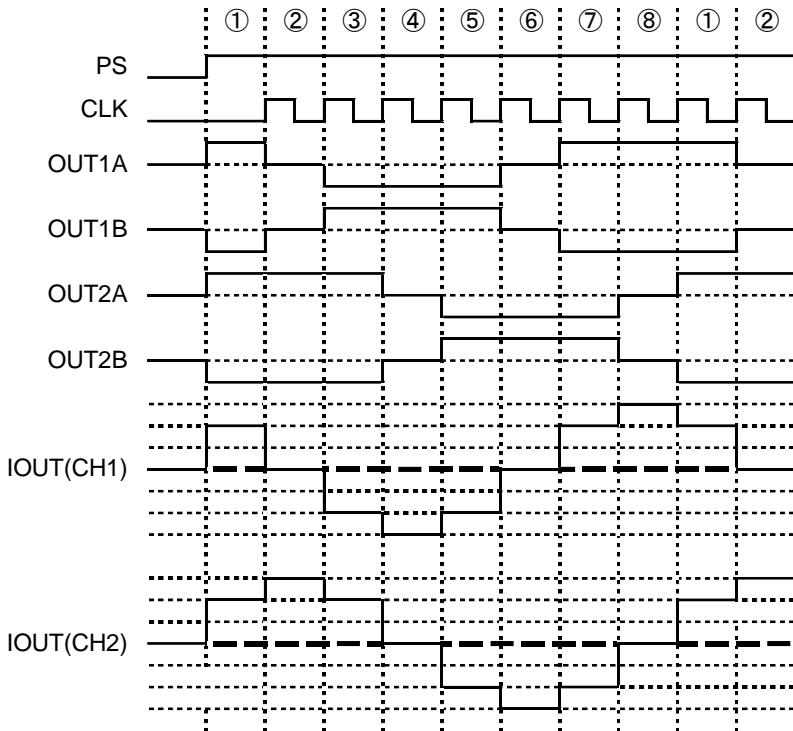 ① ② ③ ④ ⑤ ⑥ ⑦ ⑧ ① ②
PS
CLK
OUT1A
OUT1B
OUT2A
OUT2B
IOUT(CH1)
IOUT(CH2)